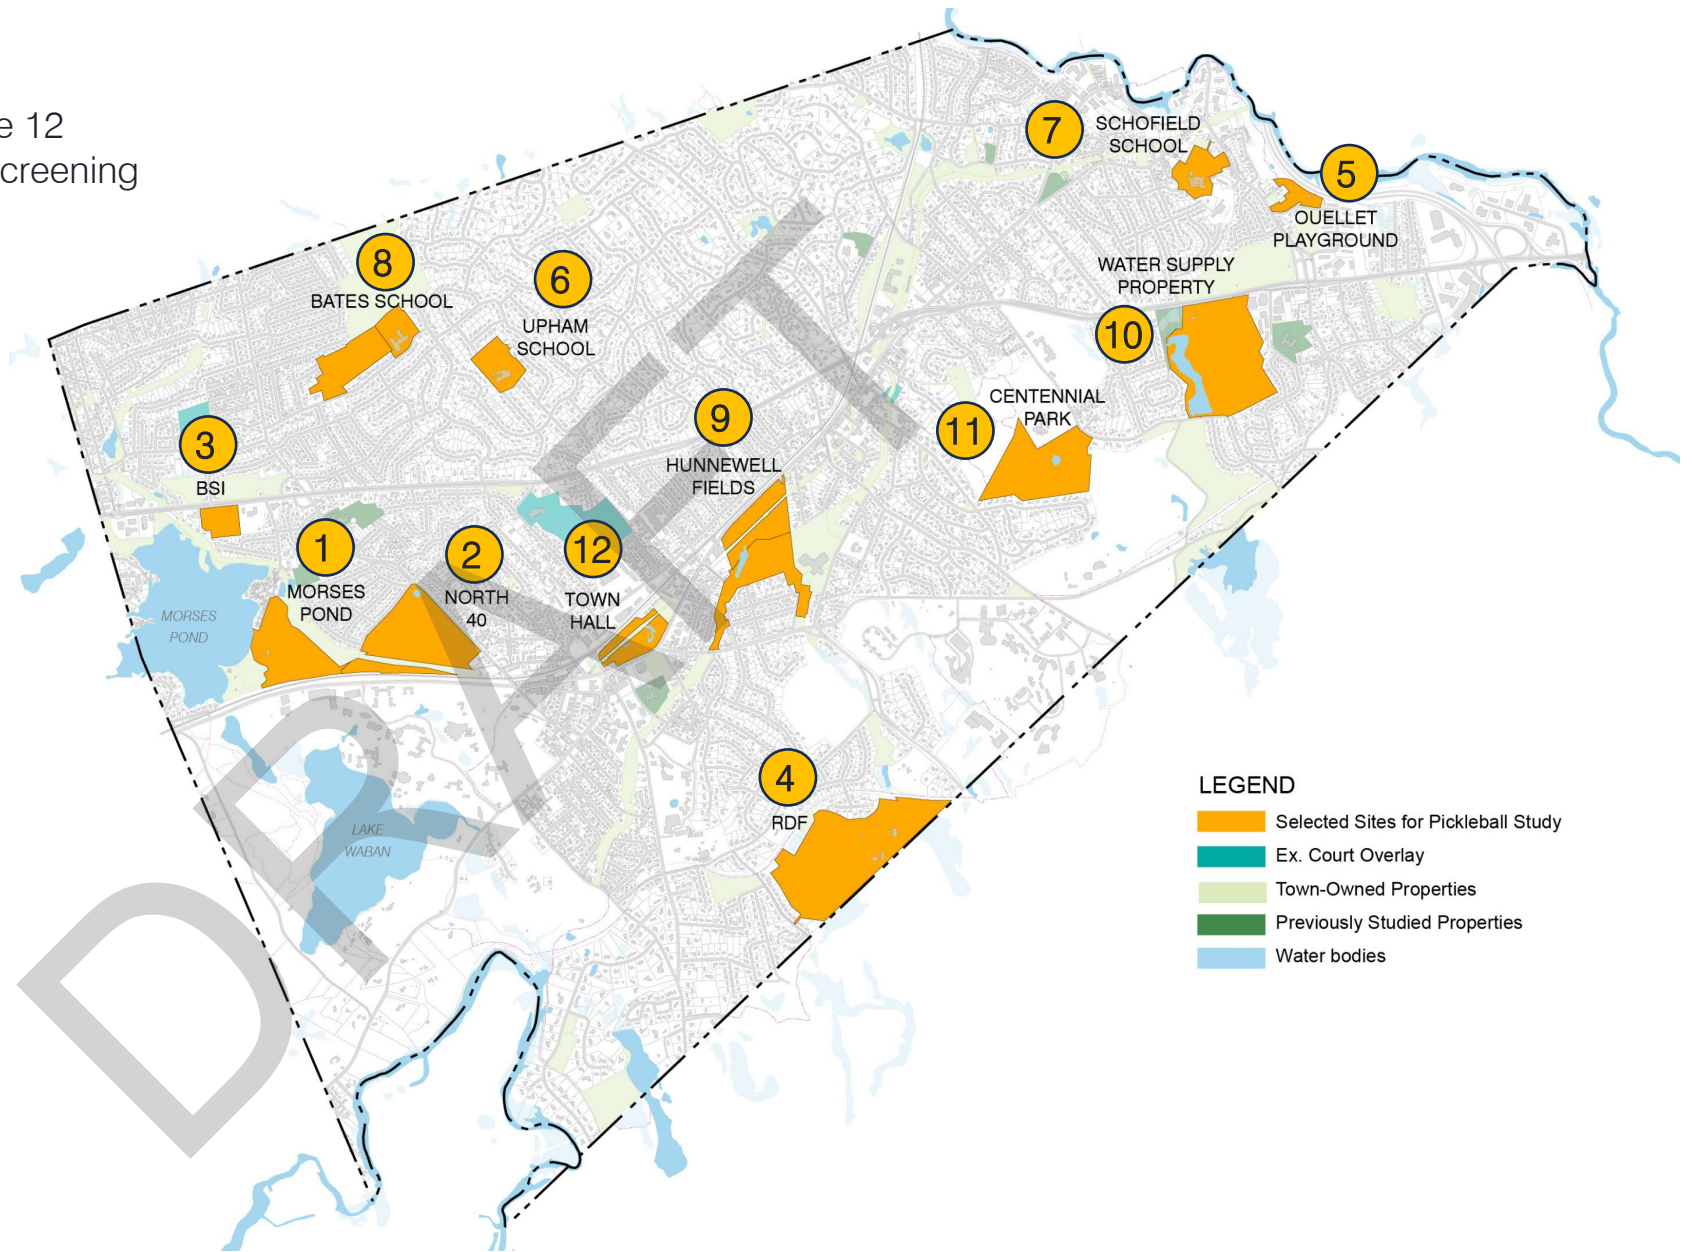 e 12
creening
7
SCHOFIELD
SCHOOL
5
OUELLET
PLAYGROUND
8
BATES SCHOOL
6
UPHAM
SCHOOL
WATER SUPPLY
PROPERTY
10
3
BSI
9
HUNNEWELL
FIELDS
11
CENTENNIAL
PARK
1
MORSES
POND
2
NORTH
40
12
TOWN
HALL
MORSES
POND
4
RDF
LAKE
WABAN
DRAFT
LEGEND
Selected Sites for Pickleball Study
Ex. Court Overlay
Town-Owned Properties
Previously Studied Properties
Water bodies